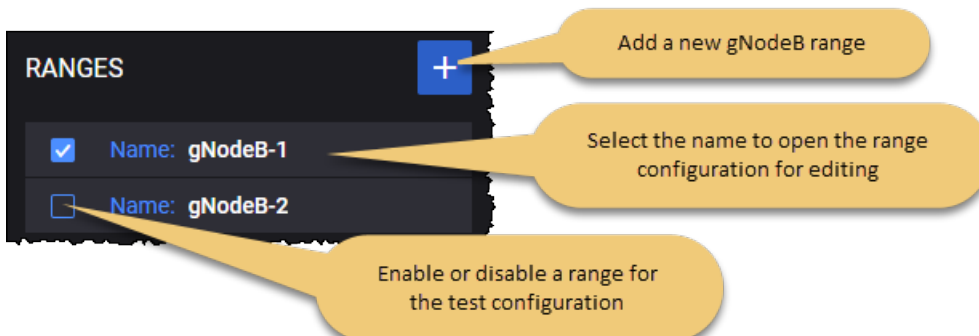 RANGES
+
Add a new gNodeB range
Name: gNodeB-1
Select the name to open the range
configuration for editing
Name: gNodeB-2
Enable or disable a range for
the test configuration